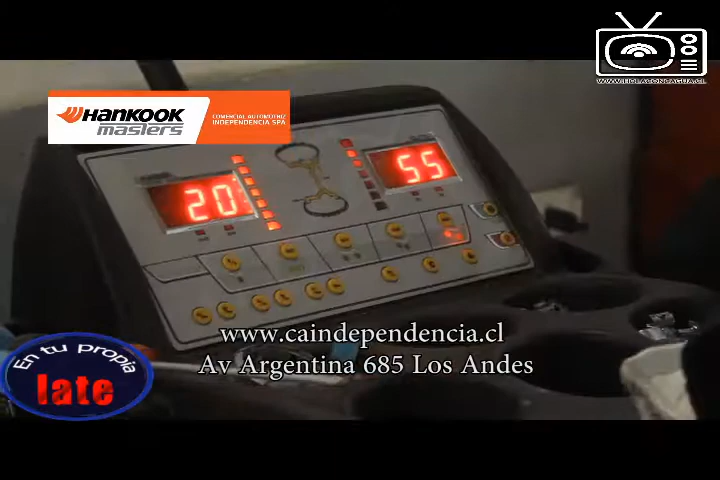 HANKOOK
masters
COMERCIAL AUTOMOTRIZ
INDEPENDENCIA SPA
20
55
www.caindependencia.cl
Av Argentina 685 Los Andes
En tu propia
late